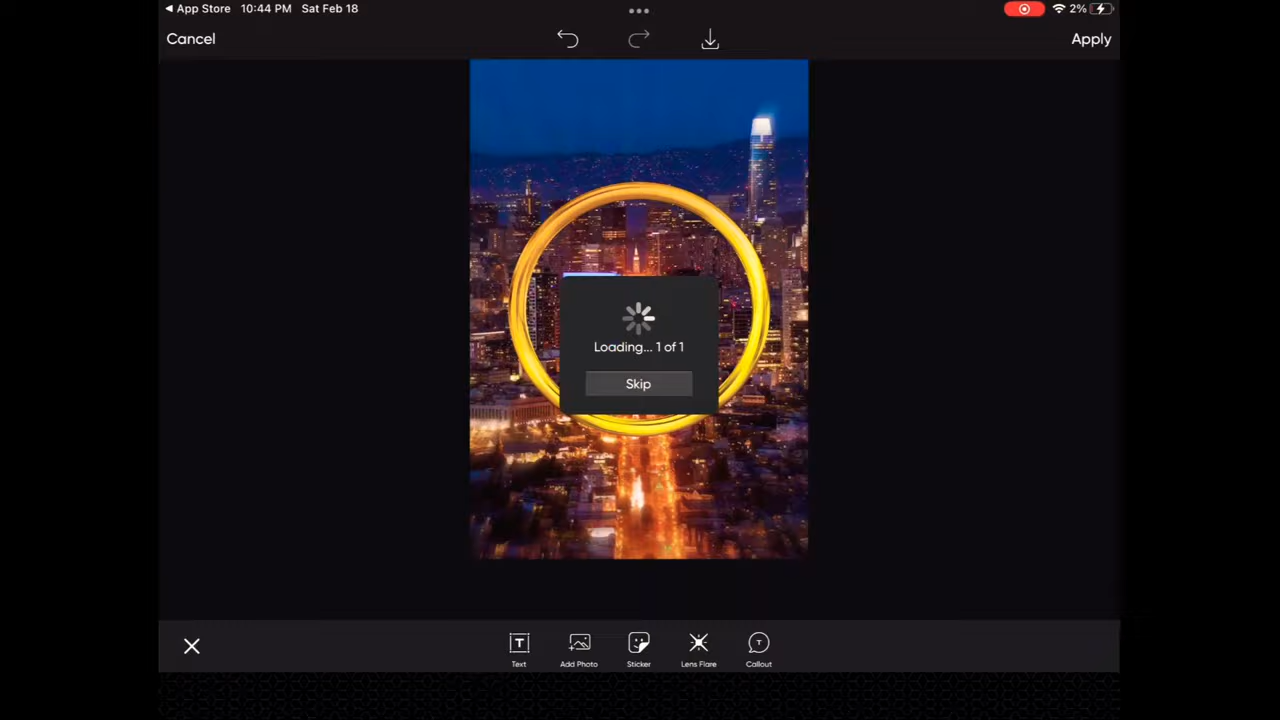 App Store 10:44 PM Sat Feb 18
2%
Cancel
Apply
Loading... 1 of 1
Skip
Text
Add Photo
Sticker
Lens Flare
Callout